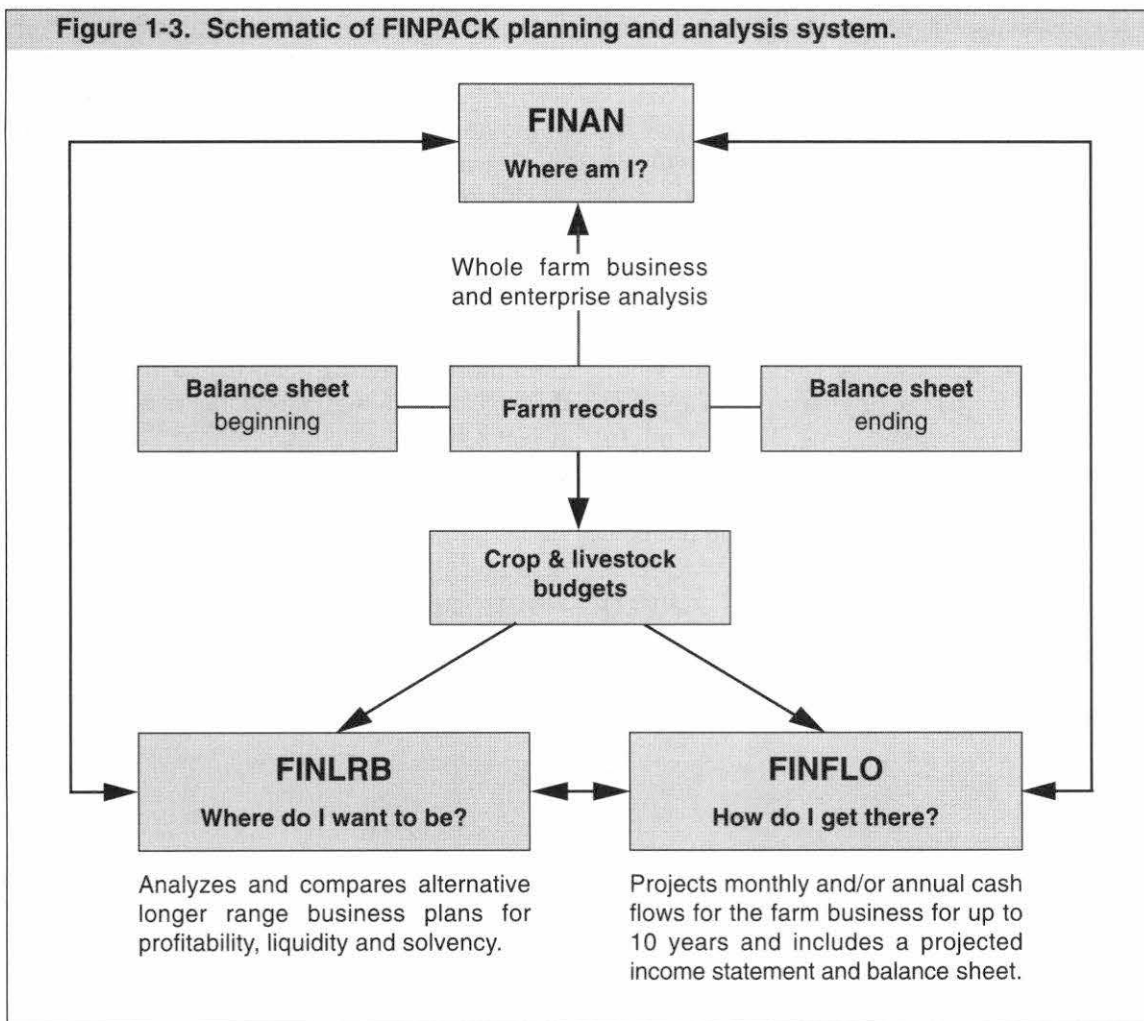 Figure 1-3. Schematic of FINPACK planning and analysis system.
FINAN
Where am I?
Whole farm business
and enterprise analysis
Balance sheet
beginning
Farm records
Balance sheet
ending
Crop & livestock
budgets
FINLRB
Where do I want to be?
FINFLO
How do I get there?
Analyzes and compares alternative
longer range business plans for
profitability, liquidity and solvency.
Projects monthly and/or annual cash
flows for the farm business for up to
10 years and includes a projected
income statement and balance sheet.